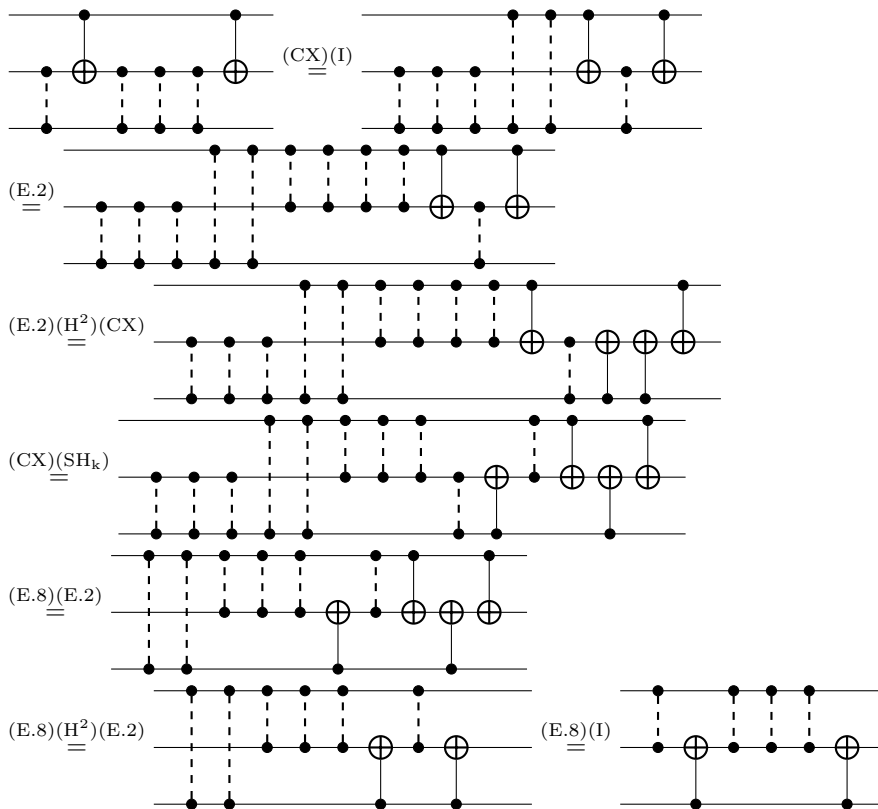 (CX)(I)
=
(E.2)
=
(E.2)(H²)(CX)
=
(CX)(SHₖ)
=
(E.8)(E.2)
=
(E.8)(H²)(E.2)
=
(E.8)(I)
=